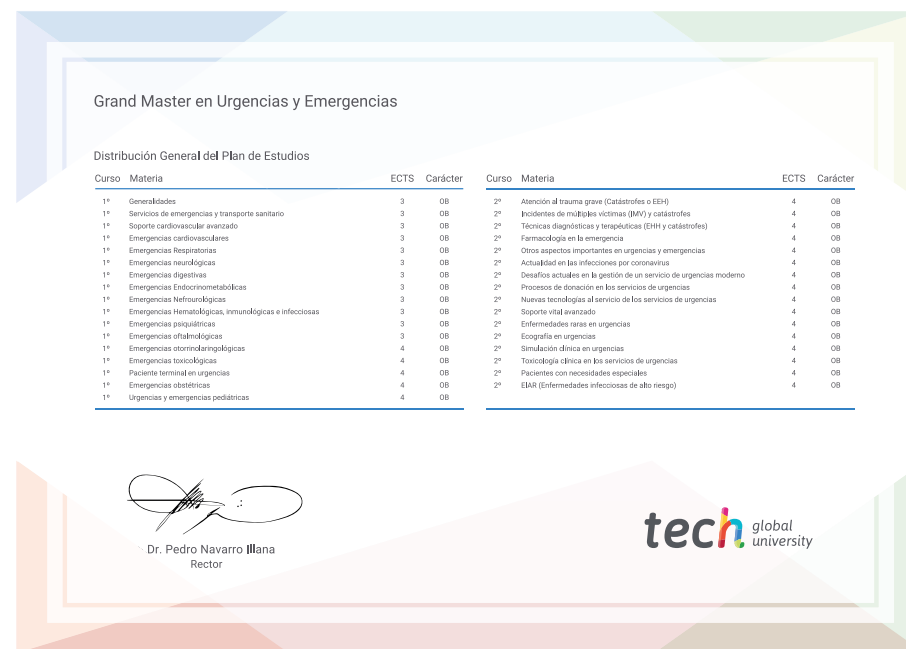 Grand Master en Urgencias y Emergencias
Distribución General del Plan de Estudios
Curso Materia ECTS Carácter
1º Generalidades 3 OB
1º Servicios de emergencias y transporte sanitario 3 OB
1º Soporte cardiovascular avanzado 3 OB
1º Emergencias cardiovasculares 3 OB
1º Emergencias Respiratorias 3 OB
1º Emergencias neurológicas 3 OB
1º Emergencias digestivas 3 OB
1º Emergencias Endocrinometabólicas 3 OB
1º Emergencias Nefrourológicas 3 OB
1º Emergencias Hematológicas, inmunológicas e infecciosas 3 OB
1º Emergencias psiquiátricas 3 OB
1º Emergencias oftalmológicas 3 OB
1º Emergencias otorrinolaringológicas 4 OB
1º Emergencias toxicológicas 4 OB
1º Paciente terminal en urgencias 4 OB
1º Emergencias obstétricas 4 OB
1º Urgencias y emergencias pediátricas 4 OB
Curso Materia ECTS Carácter
2º Atención al trauma grave (Catástrofes o EEH) 4 OB
2º Incidentes de múltiples víctimas (IMV) y catástrofes 4 OB
2º Técnicas diagnósticas y terapéuticas (EHH y catástrofes) 4 OB
2º Farmacología en la emergencia 4 OB
2º Otros aspectos importantes en urgencias y emergencias 4 OB
2º Actualidad en las infecciones por coronavirus 4 OB
2º Desafíos actuales en la gestión de un servicio de urgencias moderno 4 OB
2º Procesos de donación en los servicios de urgencias 4 OB
2º Nuevas tecnologías al servicio de los servicios de urgencias 4 OB
2º Soporte vital avanzado 4 OB
2º Enfermedades raras en urgencias 4 OB
2º Ecografía en urgencias 4 OB
2º Simulación clínica en urgencias 4 OB
2º Toxicología clínica en los servicios de urgencias 4 OB
2º Pacientes con necesidades especiales 4 OB
2º EIAR (Enfermedades infecciosas de alto riesgo) 4 OB
Dr. Pedro Navarro Illana
Rector
tech global
university